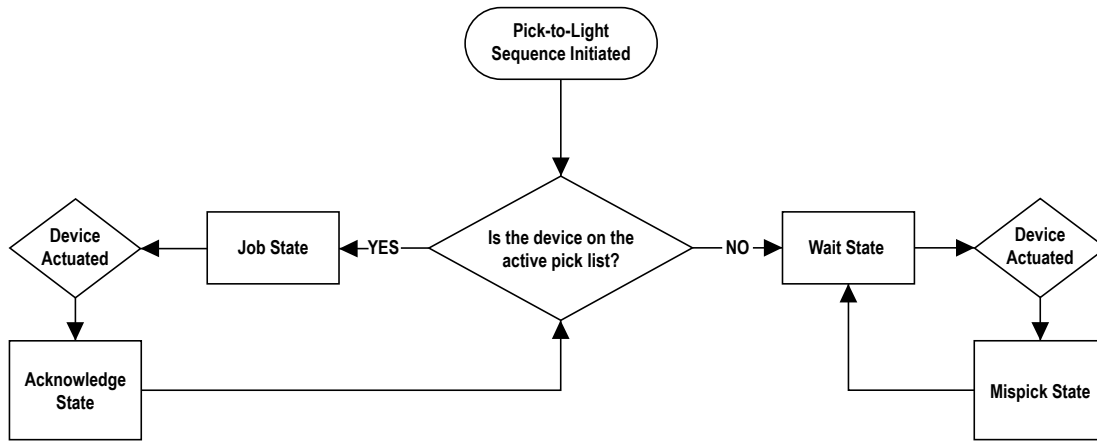 Pick-to-Light
Sequence Initiated
Device
Actuated
Job State
YES
Is the device on the
active pick list?
NO
Wait State
Device
Actuated
Acknowledge
State
Mispick State